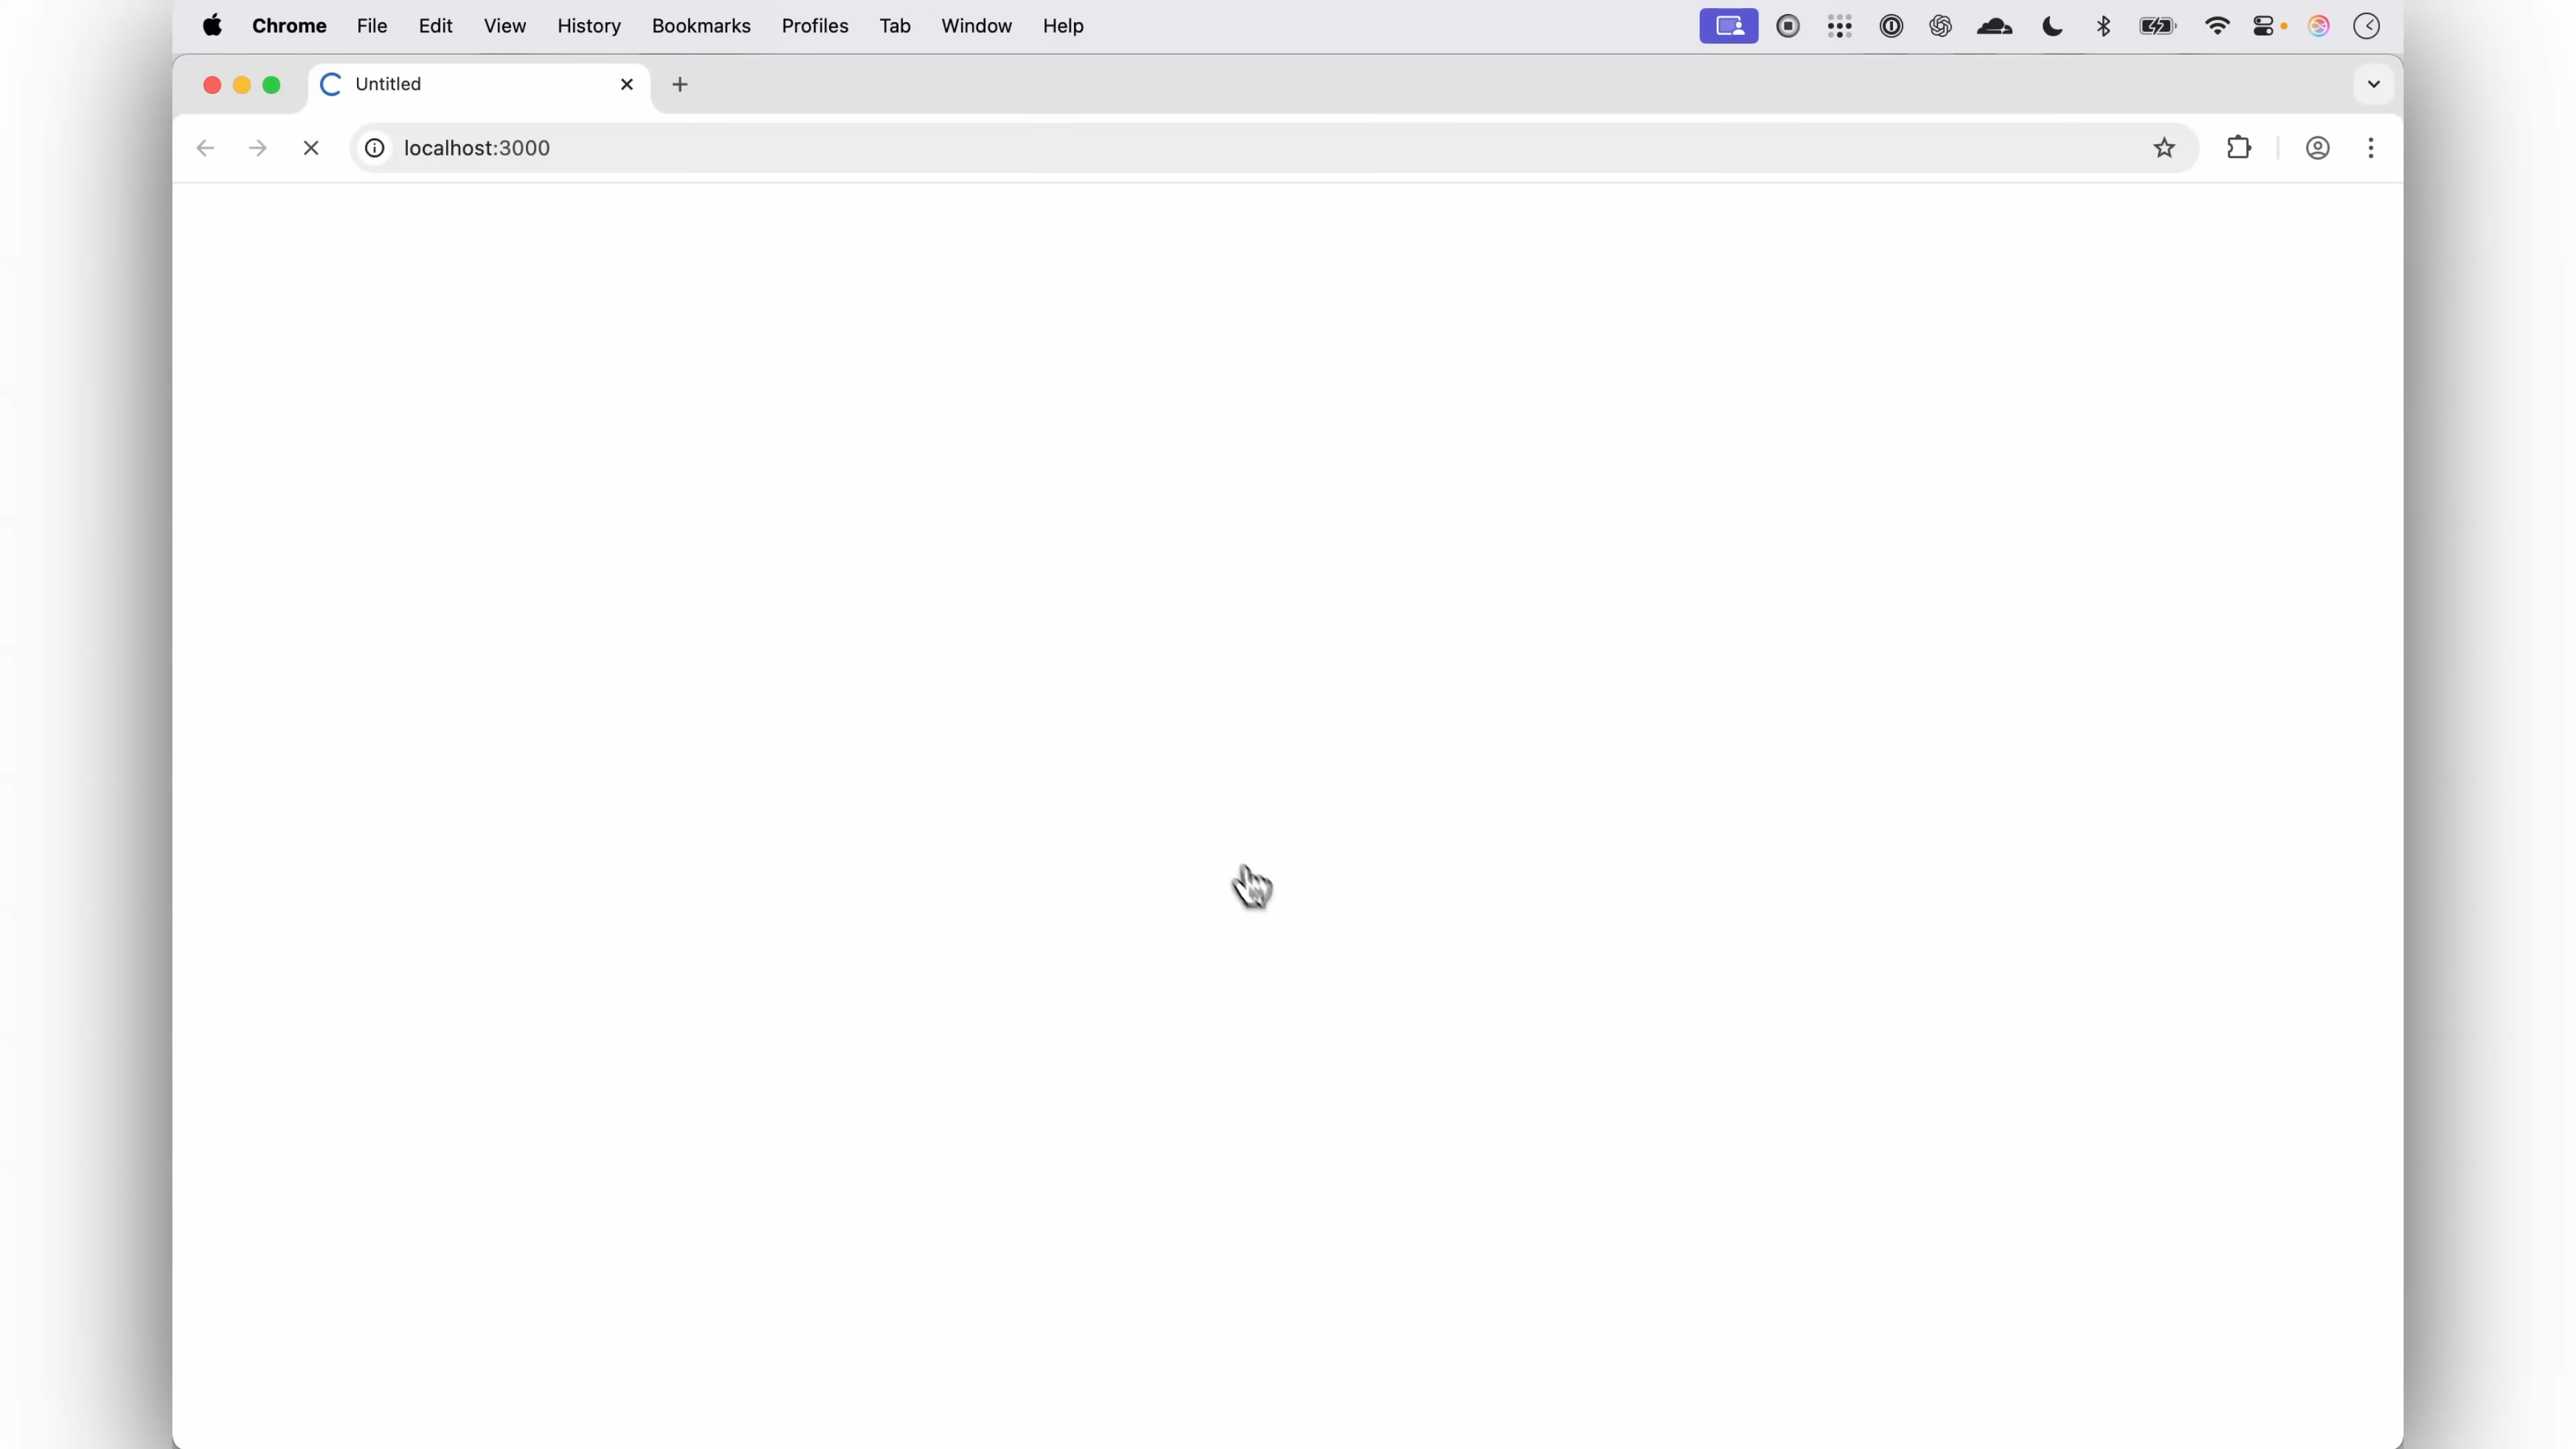 Chrome File Edit View History Bookmarks Profiles Tab Window Help
Untitled
localhost:3000